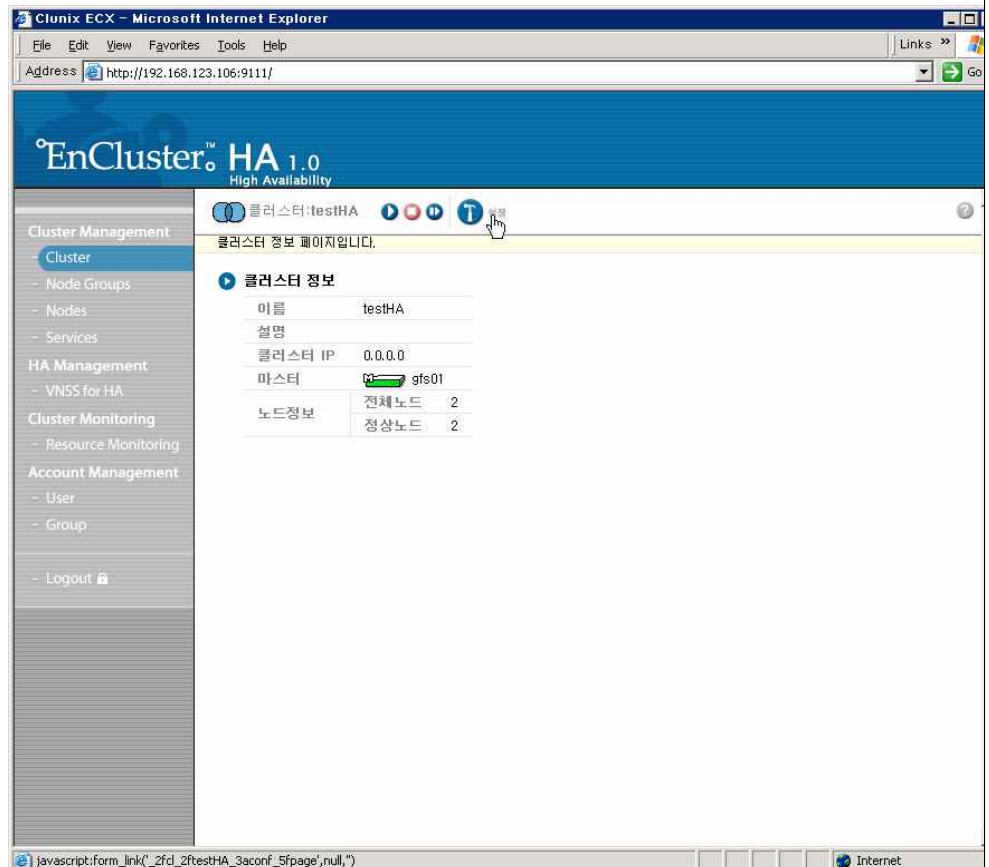 Clunix ECX - Microsoft Internet Explorer
File Edit View Favorites Tools Help
Links »
Address http://192.168.123.106:9111/
Go
EnCluster™ HA 1.0
High Availability
클러스터:testHA
설정
클러스터 정보 페이지입니다.
Cluster Management
- Cluster
- Node Groups
- Nodes
- Services
HA Management
- VNSS for HA
Cluster Monitoring
- Resource Monitoring
Account Management
- User
- Group
- Logout
클러스터 정보
이름 testHA
설명
클러스터 IP 0.0.0.0
마스터 M gfs01
노드정보 전체노드 2
정상노드 2
javascript:form_link('_2fcl_2ftestHA_3aconf_5fpage',null,'')
Internet